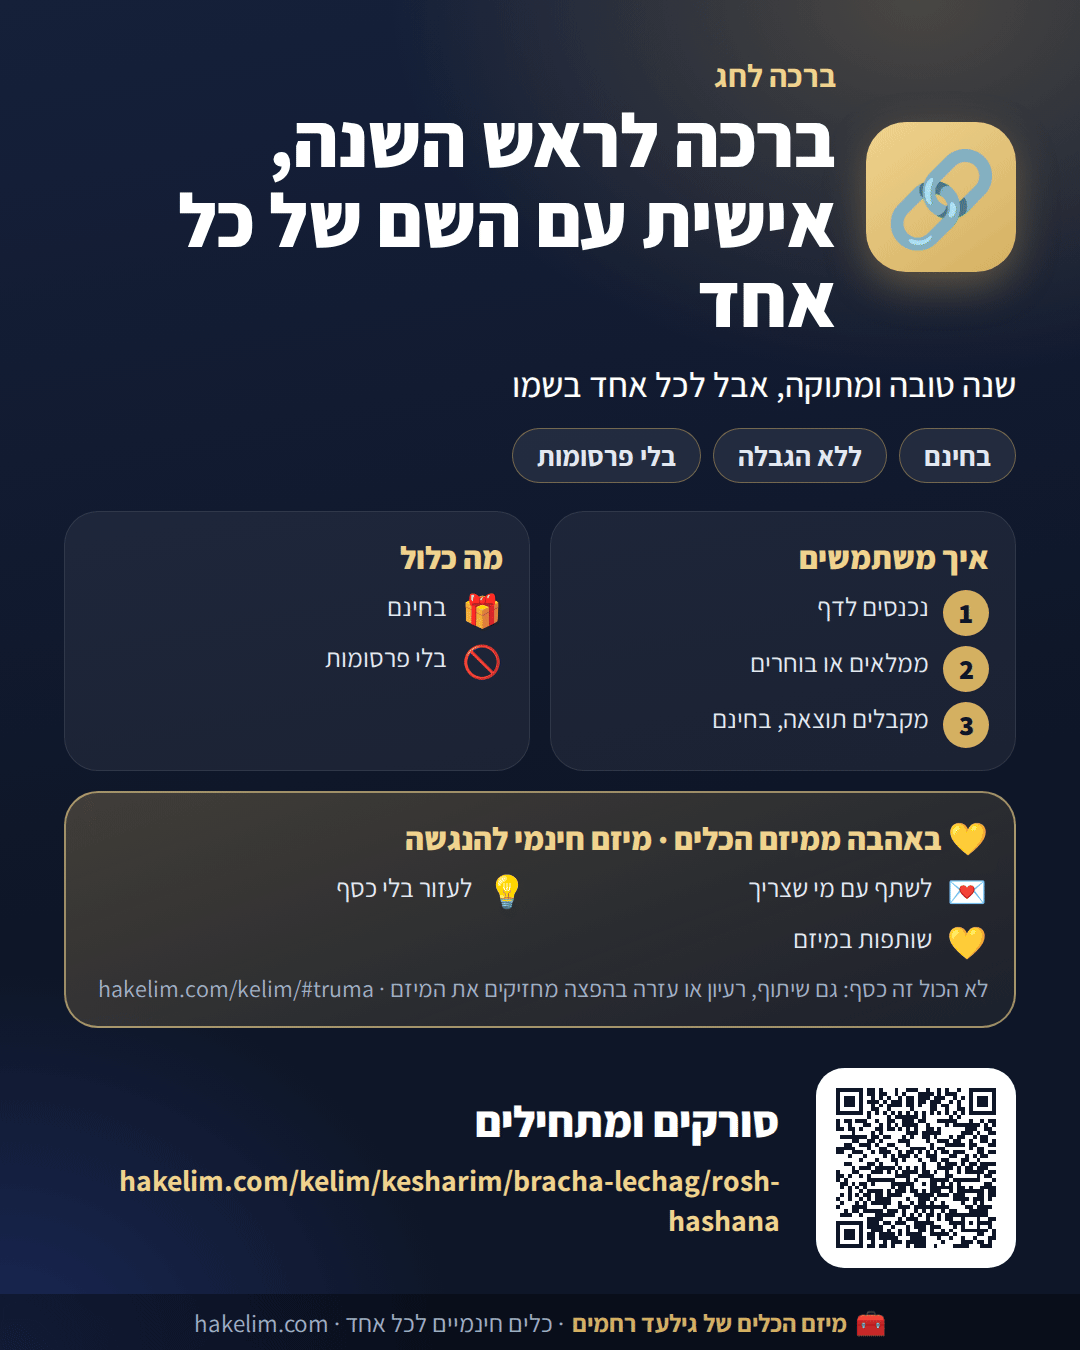 ברכה לחג
ברכה לראש השנה,
אישית עם השם של כל
אחד
שנה טובה ומתוקה, אבל לכל אחד בשמו
בחינם
ללא הגבלה
בלי פרסומות
איך משתמשים
1 נכנסים לדף
2 ממלאים או בוחרים
3 מקבלים תוצאה, בחינם
מה כלול
בחינם
בלי פרסומות
באהבה ממיזם הכלים · מיזם חינמי להנגשה
לשתף עם מי שצריך
לעזור בלי כסף
שותפות במיזם
לא הכול זה כסף: גם שיתוף, רעיון או עזרה בהפצה מחזיקים את המיזם · hakelim.com/kelim/#truma
סורקים ומתחילים
hakelim.com/kelim/kesharim/bracha-lechag/rosh-
hashana
מיזם הכלים של גילעד רחמים · כלים חינמיים לכל אחד · hakelim.com